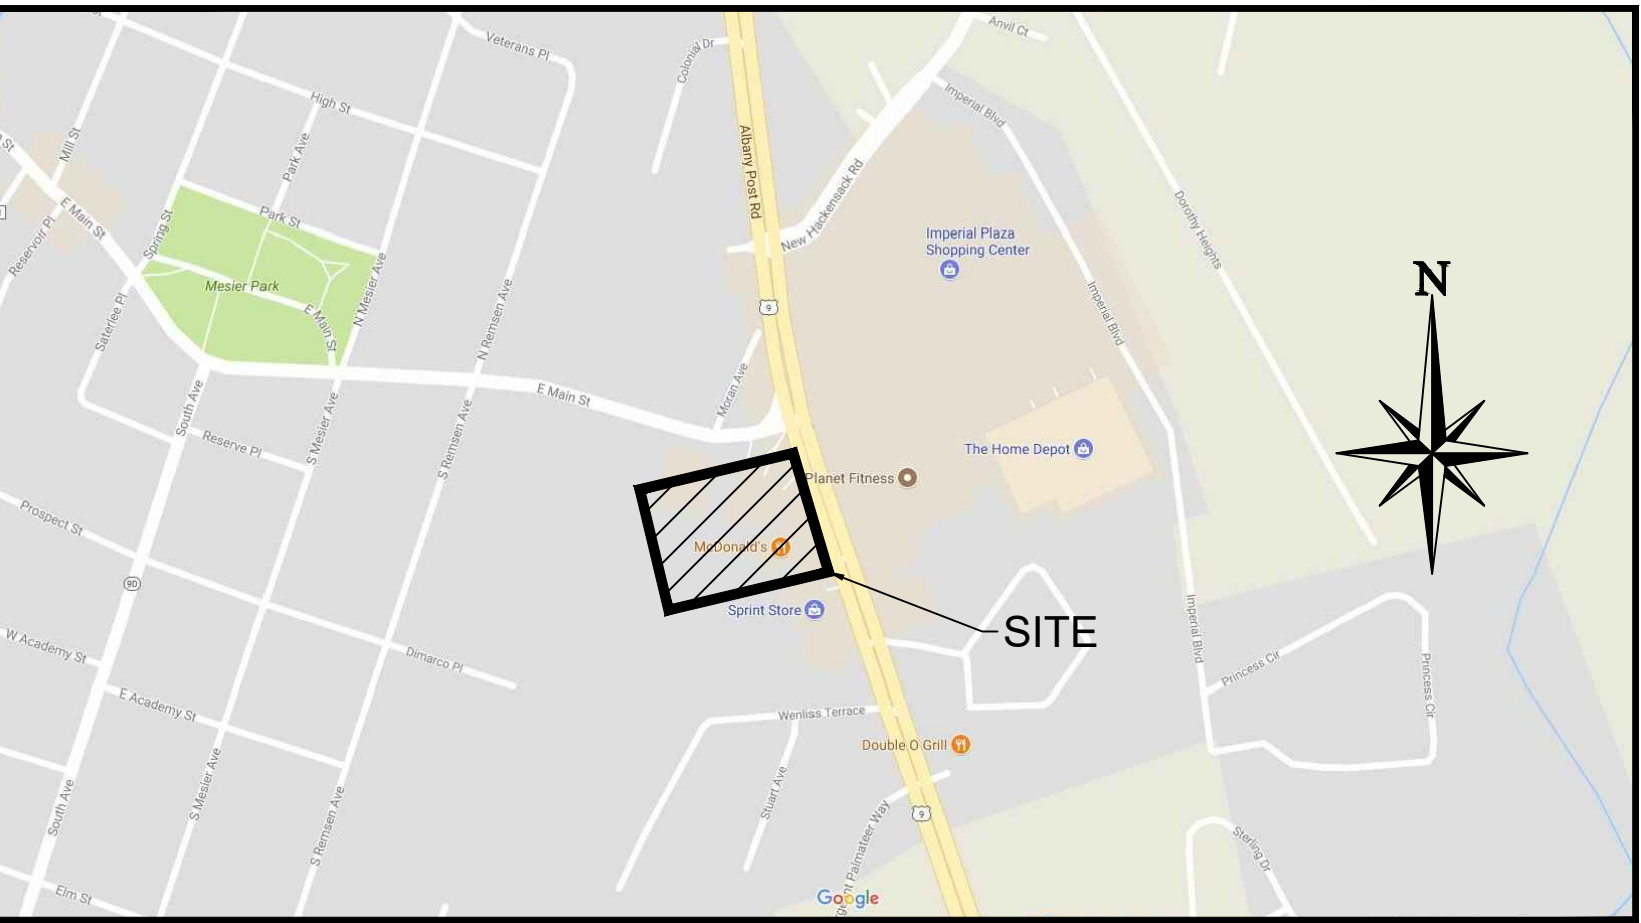 Anvil Ct
Veterans Pl
Colonial Dr
High St
Imperial Blvd
Mill St
Park Ave
Albany Post Rd
New Hackensack Rd
E Main St
Reservoir Pl
Spring St
Park St
Dorothy Heights
Imperial Plaza
Shopping Center
Mesier Park
E Main St
N Mesier Ave
N Remsen Ave
Saterlee Pl
9
Imperial Blvd
N
Moran Ave
E Main St
South Ave
Reserve Pl
S Mesier Ave
S Remsen Ave
The Home Depot
Planet Fitness
Prospect St
McDonald's
9D
Sprint Store
SITE
Imperial Blvd
W Academy St
Dimarco Pl
Princess Cir
Princess Cir
E Academy St
Wenliss Terrace
Double O Grill
South Ave
S Mesier Ave
S Remsen Ave
Stuart Ave
9
Palmateer Way
Sterling Dr
Elm St
Google